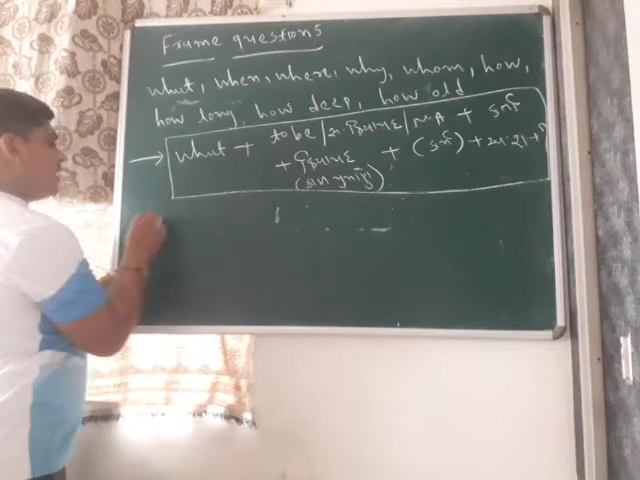 Frame questions
what, when, where, why, whom, how,
how long, how deep, how old
→ what + to be / સ. ક્રિયાપદ / M.A + કર્તા
+ ક્રિયાપદ + (કર્મ) + અ. શ. + ?